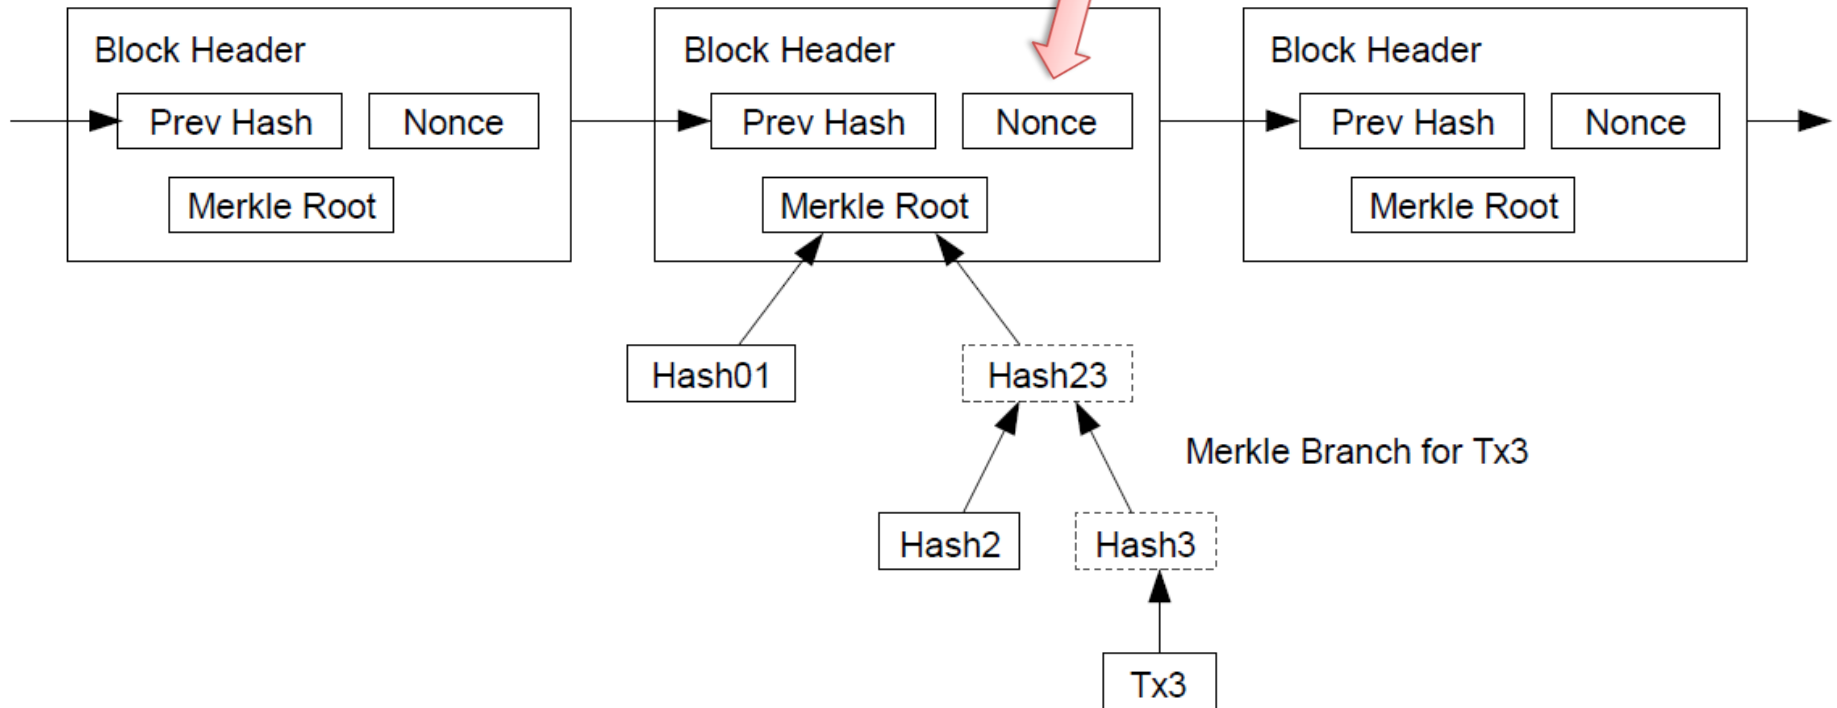 Block Header
Prev Hash
Nonce
Merkle Root
Block Header
Prev Hash
Nonce
Merkle Root
Block Header
Prev Hash
Nonce
Merkle Root
Hash01
Hash23
Merkle Branch for Tx3
Hash2
Hash3
Tx3